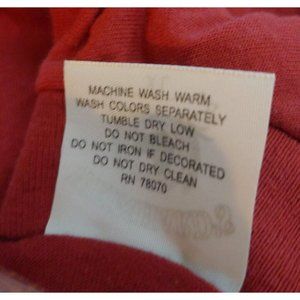 MACHINE WASH WARM
WASH COLORS SEPARATELY
TUMBLE DRY LOW
DO NOT BLEACH
DO NOT IRON IF DECORATED
DO NOT DRY CLEAN
RN 78070